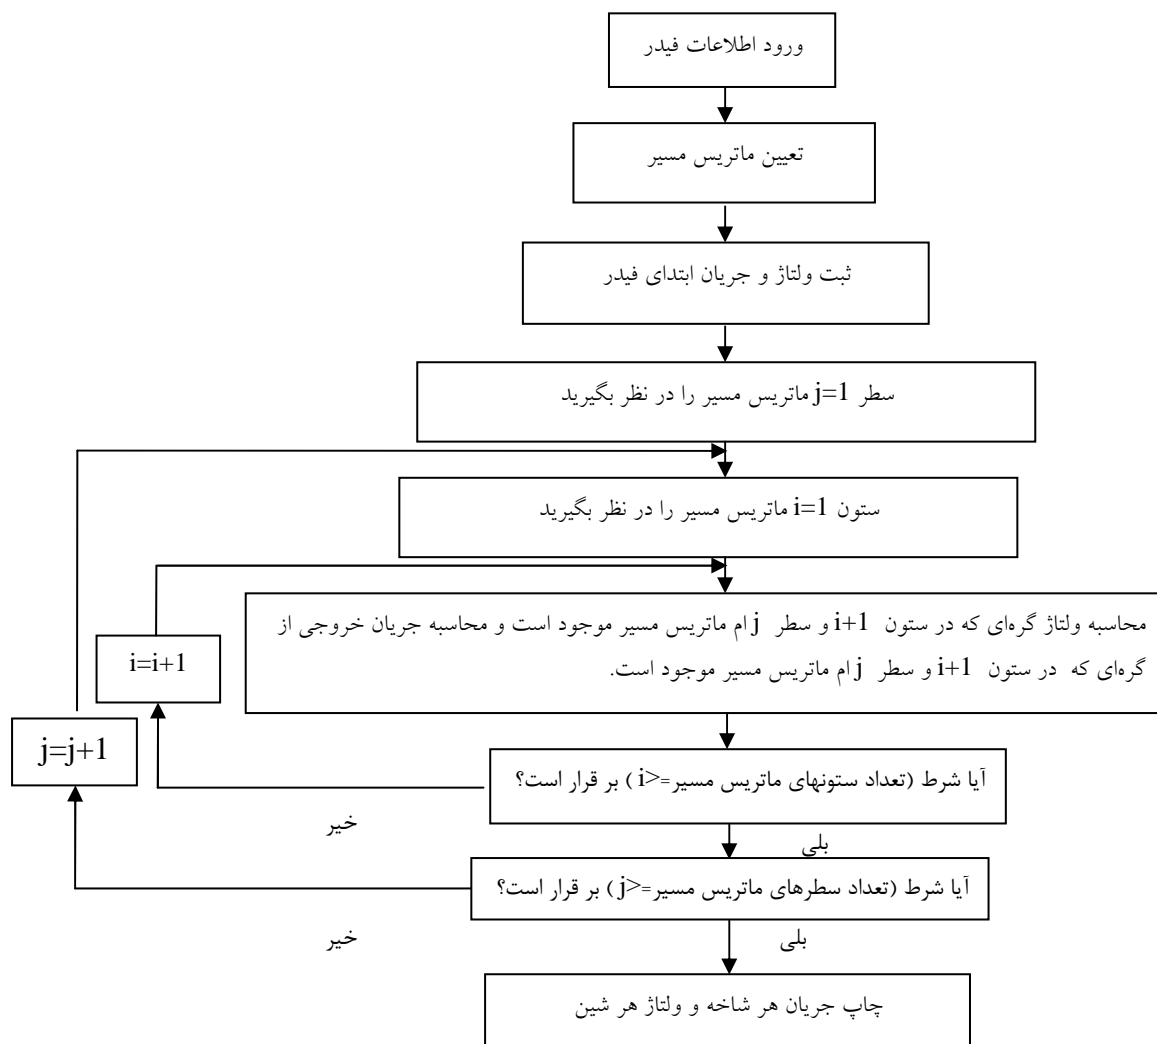 ورود اطلاعات فیدر
تعیین ماتریس مسیر
ثبت ولتاژ و جریان ابتدای فیدر
سطر j=1 ماتریس مسیر را در نظر بگیرید
ستون i=1 ماتریس مسیر را در نظر بگیرید
محاسبه ولتاژ گره‌ای که در ستون i+1 و سطر j ام ماتریس مسیر موجود است و محاسبه جریان خروجی از
گره‌ای که در ستون i+1 و سطر j ام ماتریس مسیر موجود است.
i=i+1
j=j+1
آیا شرط (تعداد ستونهای ماتریس مسیر=<i) بر قرار است؟
خیر
بلی
آیا شرط (تعداد سطرهای ماتریس مسیر=<j) بر قرار است؟
خیر
بلی
چاپ جریان هر شاخه و ولتاژ هر شین